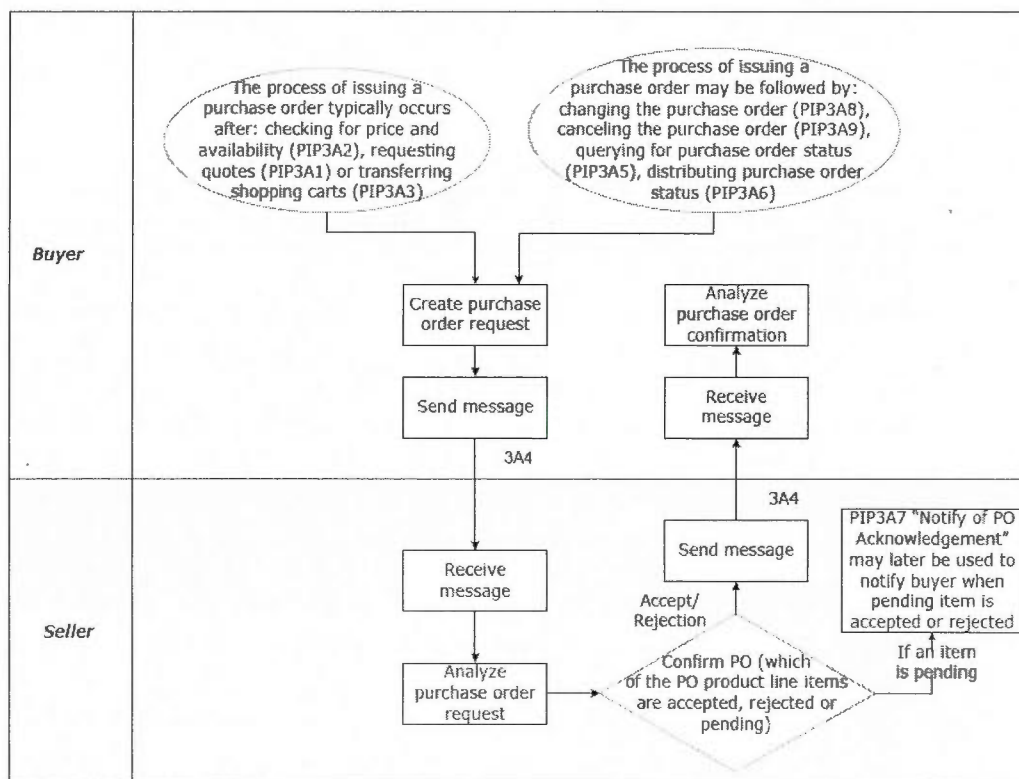 The process of issuing a
purchase order typically occurs
after: checking for price and
availability (PIP3A2), requesting
quotes (PIP3A1) or transferring
shopping carts (PIP3A3)
The process of issuing a
purchase order may be followed by:
changing the purchase order (PIP3A8),
canceling the purchase order (PIP3A9),
querying for purchase order status
(PIP3A5), distributing purchase order
status (PIP3A6)
Buyer
Create purchase
order request
Analyze
purchase order
confirmation
Send message
Receive
message
3A4
3A4
Seller
Receive
message
Send message
PIP3A7 "Notify of PO
Acknowledgement"
may later be used to
notify buyer when
pending item is
accepted or rejected
Accept/
Rejection
If an item
is pending
Analyze
purchase order
request
Confirm PO (which
of the PO product line items
are accepted, rejected or
pending)